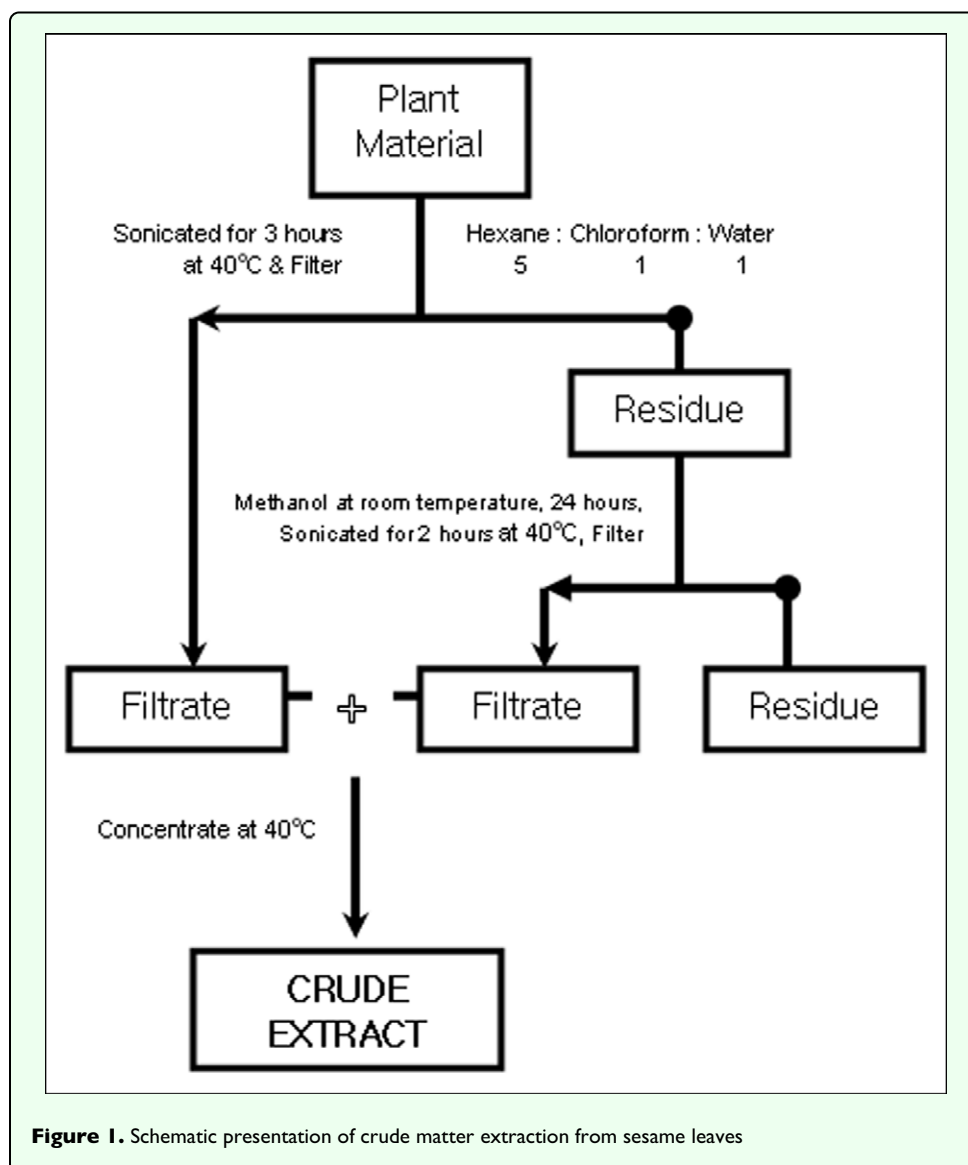 Plant
Material
Sonicated for 3 hours
at 40°C & Filter
Hexane : Chloroform : Water
5 1 1
Residue
Methanol at room temperature, 24 hours,
Sonicated for 2 hours at 40°C, Filter
Filtrate + Filtrate Residue
Concentrate at 40°C
CRUDE
EXTRACT
Figure 1. Schematic presentation of crude matter extraction from sesame leaves